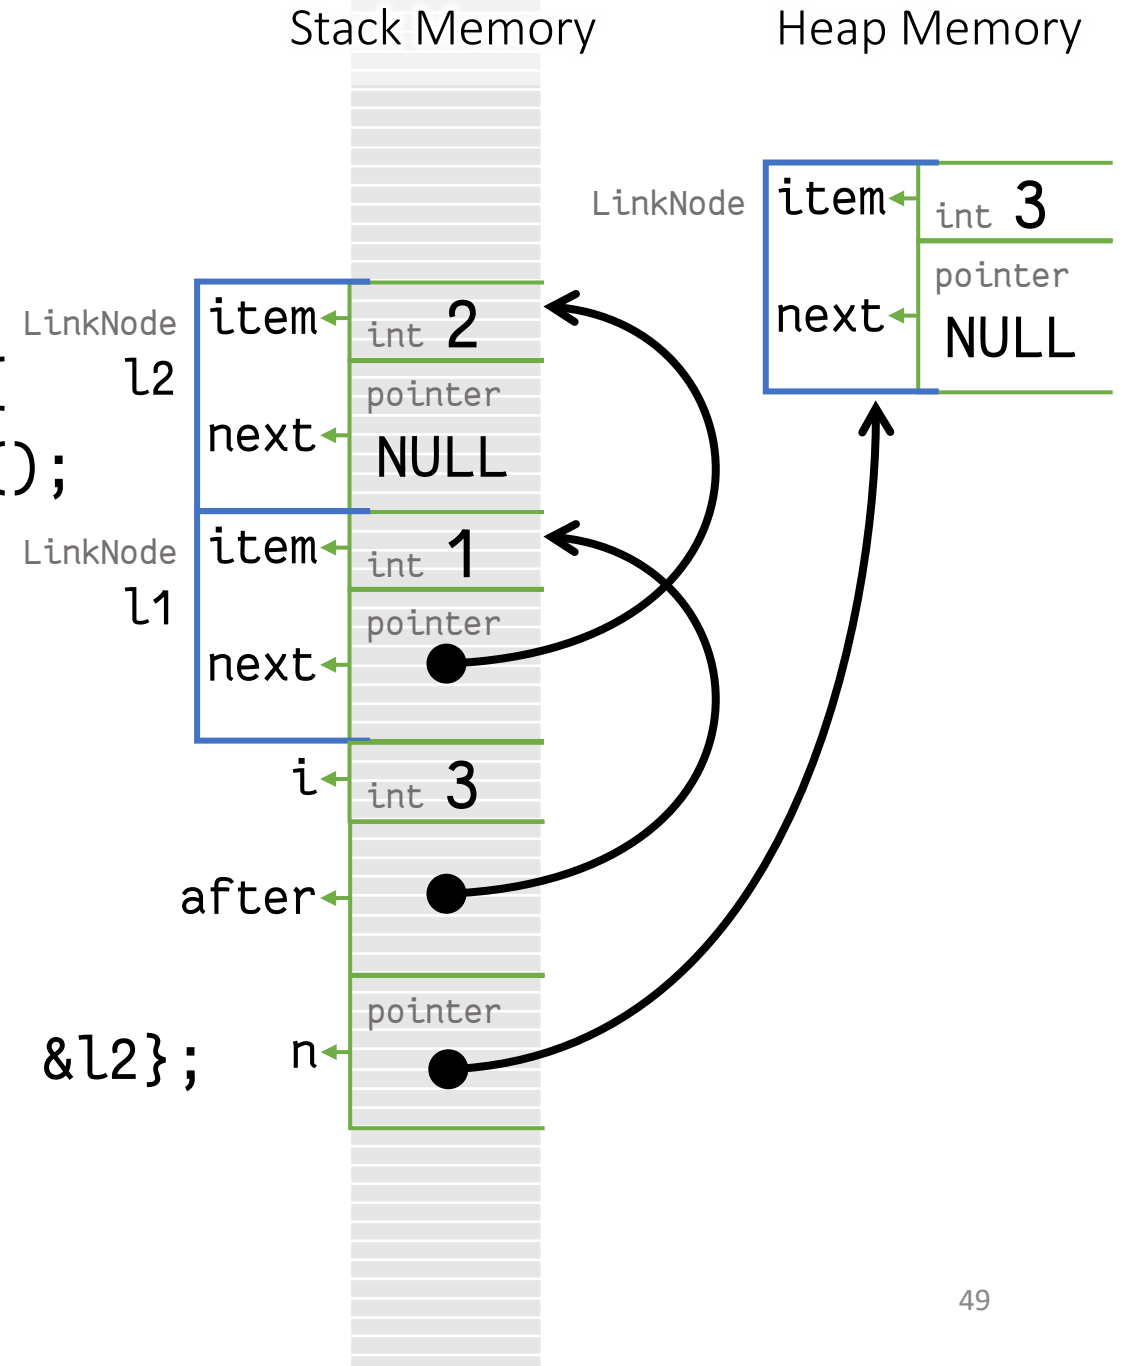 Stack Memory
Heap Memory
LinkNode
item
int 3
pointer
next
NULL
LinkNode
item
int 2
l2
pointer
next
NULL
();
LinkNode
item
int 1
l1
pointer
next
i
int 3
after
pointer
&l2};
n
49